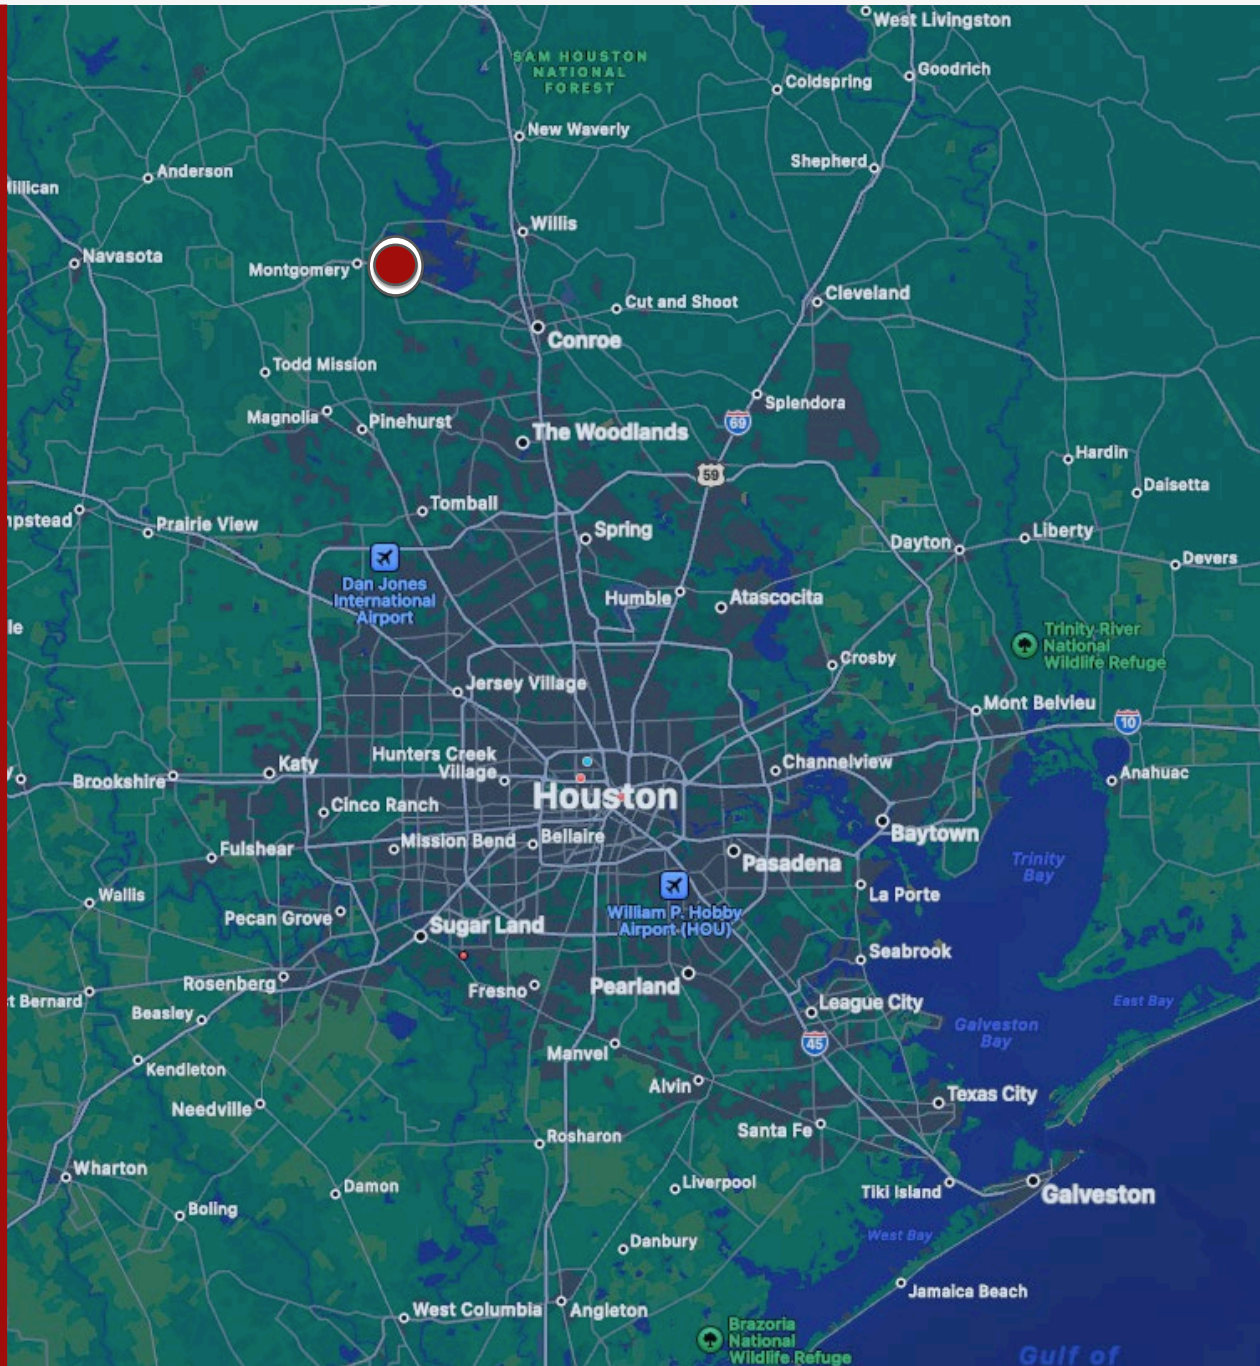 West Livingston
SAM HOUSTON
NATIONAL
FOREST
Goodrich
Coldspring
New Waverly
Shepherd
Anderson
Willis
Navasota
Montgomery
Cleveland
Cut and Shoot
Conroe
Todd Mission
Splendora
Magnolia
Pinehurst
69
The Woodlands
Hardin
59
Daisetta
Tomball
Prairie View
Spring
Liberty
Dayton
Devers
Dan Jones
International
Airport
Humble
Atascocita
Trinity River
National
Wildlife Refuge
Crosby
Jersey Village
Mont Belvieu
10
Hunters Creek
Village
Katy
Channelview
Anahuac
Brookshire
Houston
Cinco Ranch
Baytown
Mission Bend
Bellaire
Fulshear
Pasadena
Trinity
Bay
Wallis
La Porte
Pecan Grove
William P. Hobby
Airport (HOU)
Sugar Land
Seabrook
Rosenberg
Fresno
Pearland
t Bernard
League City
East Bay
Beasley
Galveston
Bay
45
Manvel
Kendleton
Alvin
Texas City
Needville
Santa Fe
Rosharon
Wharton
Damon
Liverpool
Tiki Island
Galveston
Boling
West Bay
Danbury
Jamaica Beach
West Columbia
Angleton
Brazoria
National
Wildlife Refuge
Gulf of